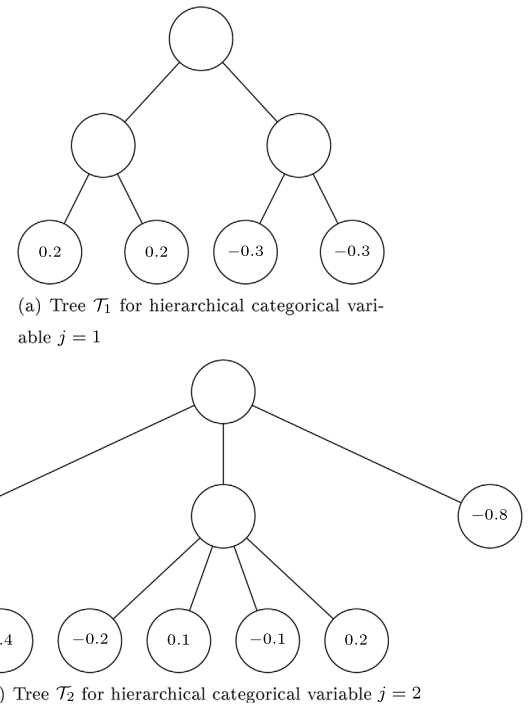 0.2 0.2 −0.3 −0.3
(a) Tree 𝒯₁ for hierarchical categorical vari-
able j = 1
−0.8
.4 −0.2 0.1 −0.1 0.2
) Tree 𝒯₂ for hierarchical categorical variable j = 2